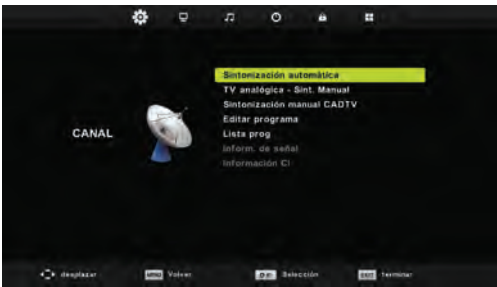 Sintonización automática
TV analógica - Sint. Manual
Sintonización manual CADTV
Editar programa
CANAL
Lista prog
Inform. de señal
Información CI
desplazar MENU Volver Selección EXIT terminar